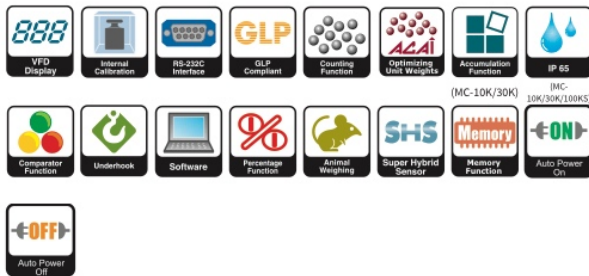 888
VFD
Display
Internal
Calibration
RS-232C
Interface
GLP
GLP
Compliant
Counting
Function
ACAI
Optimizing
Unit Weights
Accumulation
Function
(MC-10K/30K)
IP 65
(MC-
10K/30K/100KS)
Comparator
Function
Underhook
Software
%
Percentage
Function
Animal
Weighing
SHS
Super Hybrid
Sensor
Memory
Memory
Function
ON
Auto Power
On
OFF
Auto Power
Off